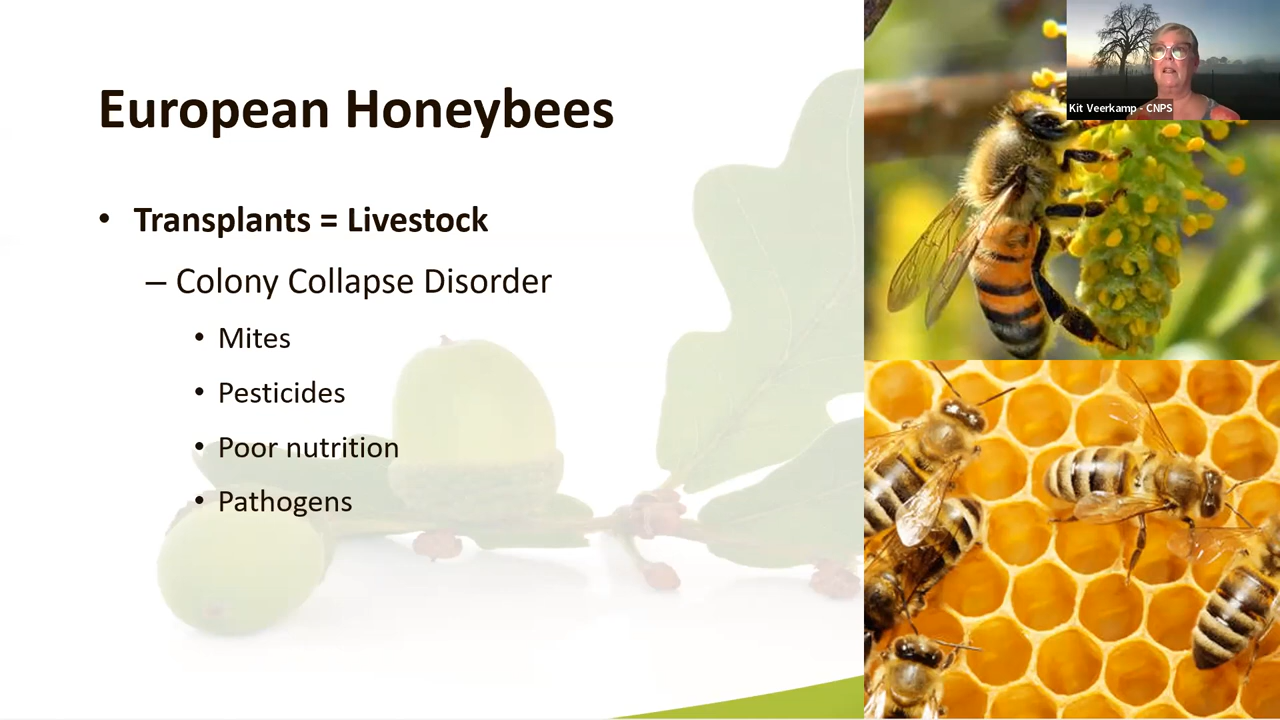 European Honeybees
• Transplants = Livestock
– Colony Collapse Disorder
• Mites
• Pesticides
• Poor nutrition
• Pathogens
Kit Veerkamp - CNPS